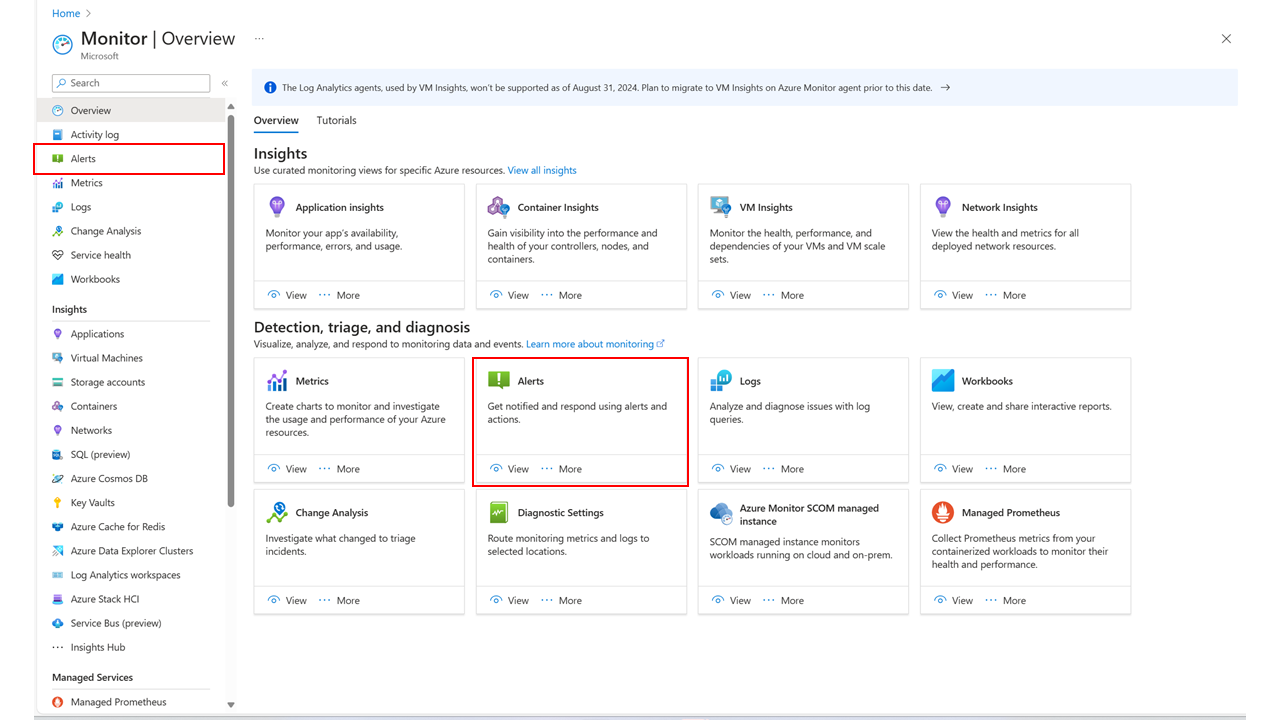 Home
Monitor | Overview ...
Microsoft
Search
Overview
Activity log
Alerts
Metrics
Logs
Change Analysis
Service health
Workbooks
Insights
Applications
Virtual Machines
Storage accounts
Containers
Networks
SQL (preview)
Azure Cosmos DB
Key Vaults
Azure Cache for Redis
Azure Data Explorer Clusters
Log Analytics workspaces
Azure Stack HCI
Service Bus (preview)
Insights Hub
Managed Services
Managed Prometheus
The Log Analytics agents, used by VM Insights, won't be supported as of August 31, 2024. Plan to migrate to VM Insights on Azure Monitor agent prior to this date.
Overview Tutorials
Insights
Use curated monitoring views for specific Azure resources. View all insights
Application insights
Monitor your app's availability,
performance, errors, and usage.
View ... More
Container Insights
Gain visibility into the performance and
health of your controllers, nodes, and
containers.
View ... More
VM Insights
Monitor the health, performance, and
dependencies of your VMs and VM scale
sets.
View ... More
Network Insights
View the health and metrics for all
deployed network resources.
View ... More
Detection, triage, and diagnosis
Visualize, analyze, and respond to monitoring data and events. Learn more about monitoring
Metrics
Create charts to monitor and investigate
the usage and performance of your Azure
resources.
View ... More
Alerts
Get notified and respond using alerts and
actions.
View ... More
Logs
Analyze and diagnose issues with log
queries.
View ... More
Workbooks
View, create and share interactive reports.
View ... More
Change Analysis
Investigate what changed to triage
incidents.
View ... More
Diagnostic Settings
Route monitoring metrics and logs to
selected locations.
View ... More
Azure Monitor SCOM managed
instance
SCOM managed instance monitors
workloads running on cloud and on-prem.
View ... More
Managed Prometheus
Collect Prometheus metrics from your
containerized workloads to monitor their
health and performance.
View ... More